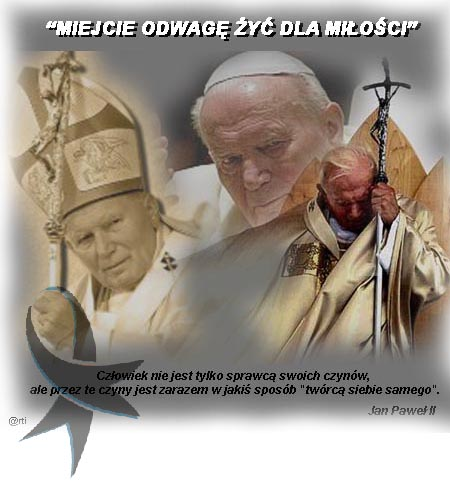 “MIEJCIE ODWAGĘ ŻYĆ DLA MIŁOŚCI”
Człowiek nie jest tylko sprawcą swoich czynów,
ale przez te czyny jest zarazem w jakiś sposób "twórcą siebie samego".
Jan Paweł II
@rti